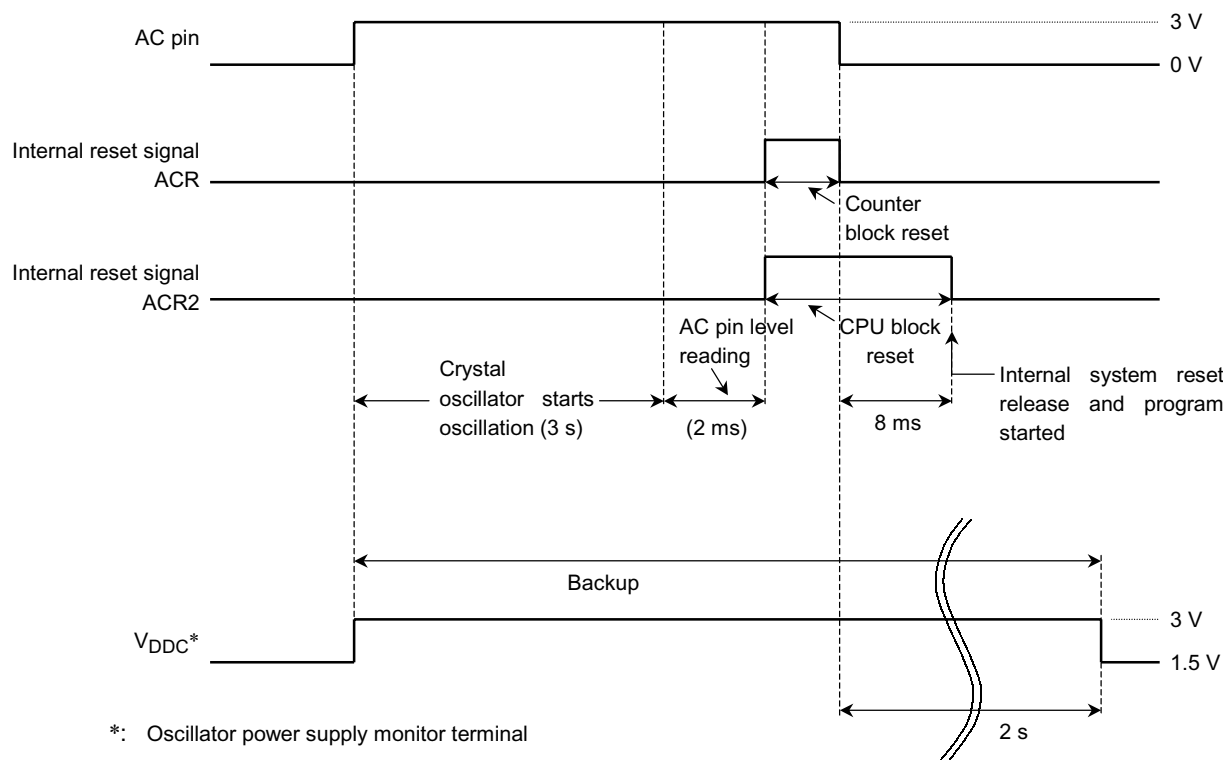 AC pin
3 V
0 V
Internal reset signal
ACR
Counter
block reset
Internal reset signal
ACR2
AC pin level
reading
CPU block
reset
Crystal
oscillator starts
oscillation (3 s)
(2 ms)
8 ms
Internal system reset
release and program
started
Backup
VDDC*
3 V
1.5 V
2 s
*: Oscillator power supply monitor terminal